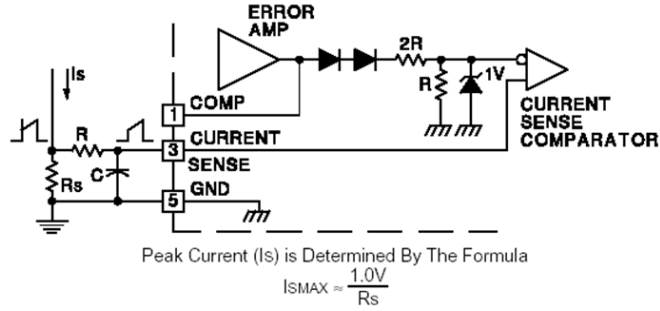 ERROR
AMP
2R
Is
R
1V
1
COMP
CURRENT
SENSE
COMPARATOR
R
3
CURRENT
SENSE
C
Rs
5
GND
Peak Current (Is) is Determined By The Formula
ISMAX ≈ 1.0V
Rs